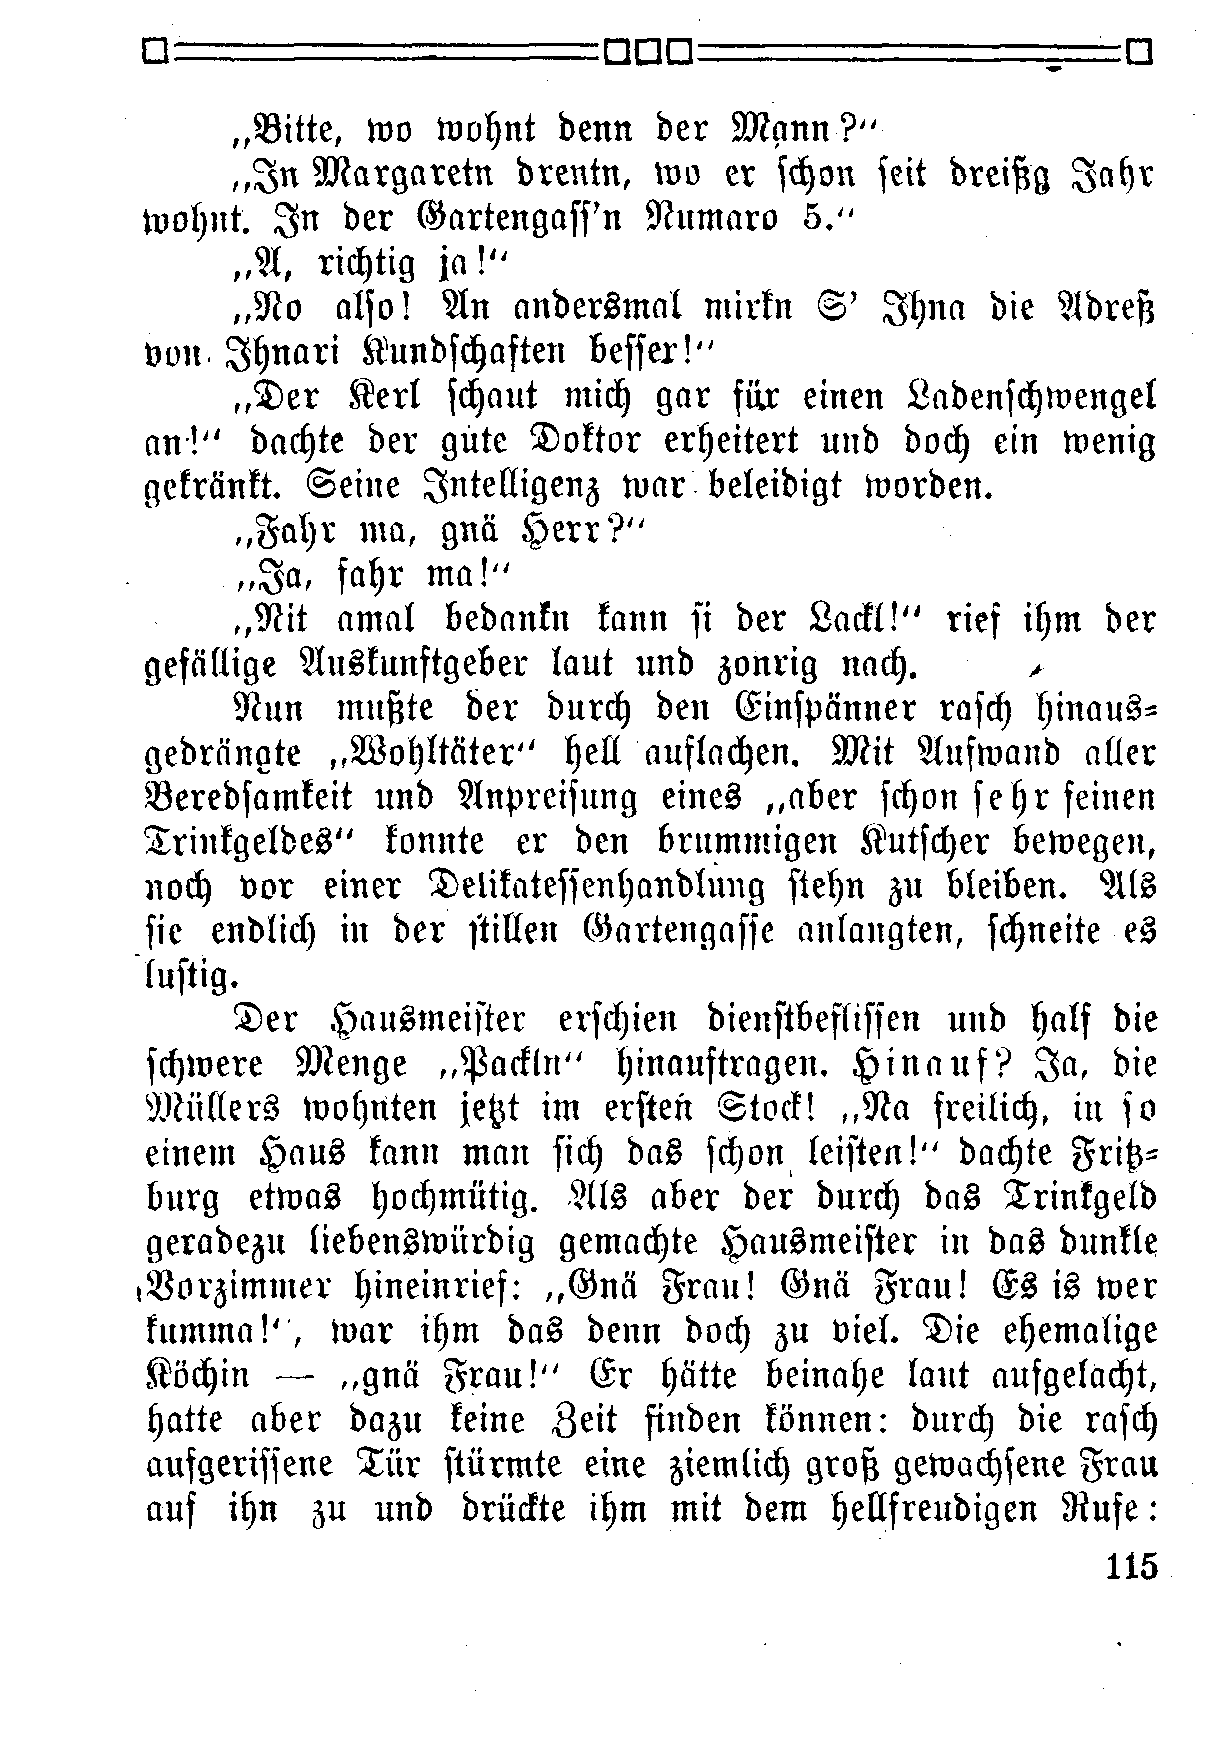 „Bitte, wo wohnt denn der Mann?“
„In Margaretn drentn, wo er schon seit dreißg Jahr
wohnt. In der Gartengass'n Numaro 5.“
„A, richtig ja!“
„No also! An andersmal mirkn S' Ihna die Adreß
von Ihnari Kundschaften besser!“
„Der Kerl schaut mich gar für einen Ladenschwengel
an!“ dachte der gute Doktor erheitert und doch ein wenig
gekränkt. Seine Intelligenz war beleidigt worden.
„Fahr ma, gnä Herr?“
„Ja, fahr ma!“
„Nit amal bedankn kann si der Lackl!“ rief ihm der
gefällige Auskunftgeber laut und zonrig nach.
Nun mußte der durch den Einspänner rasch hinaus-
gedrängte „Wohltäter“ hell auflachen. Mit Aufwand aller
Beredsamkeit und Anpreisung eines „aber schon sehr feinen
Trinkgeldes“ konnte er den brummigen Kutscher bewegen,
noch vor einer Delikatessenhandlung stehn zu bleiben. Als
sie endlich in der stillen Gartengasse anlangten, schneite es
lustig.
Der Hausmeister erschien dienstbeflissen und half die
schwere Menge „Packln“ hinauftragen. Hinauf? Ja, die
Müllers wohnten jetzt im ersten Stock! „Na freilich, in so
einem Haus kann man sich das schon leisten!“ dachte Fritz-
burg etwas hochmütig. Als aber der durch das Trinkgeld
geradezu liebenswürdig gemachte Hausmeister in das dunkle
Vorzimmer hineinrief: „Gnä Frau! Gnä Frau! Es is wer
kumma!“, war ihm das denn doch zu viel. Die ehemalige
Köchin — „gnä Frau!“ Er hätte beinahe laut aufgelacht,
hatte aber dazu keine Zeit finden können: durch die rasch
aufgerissene Tür stürmte eine ziemlich groß gewachsene Frau
auf ihn zu und drückte ihm mit dem hellfreudigen Rufe:
115